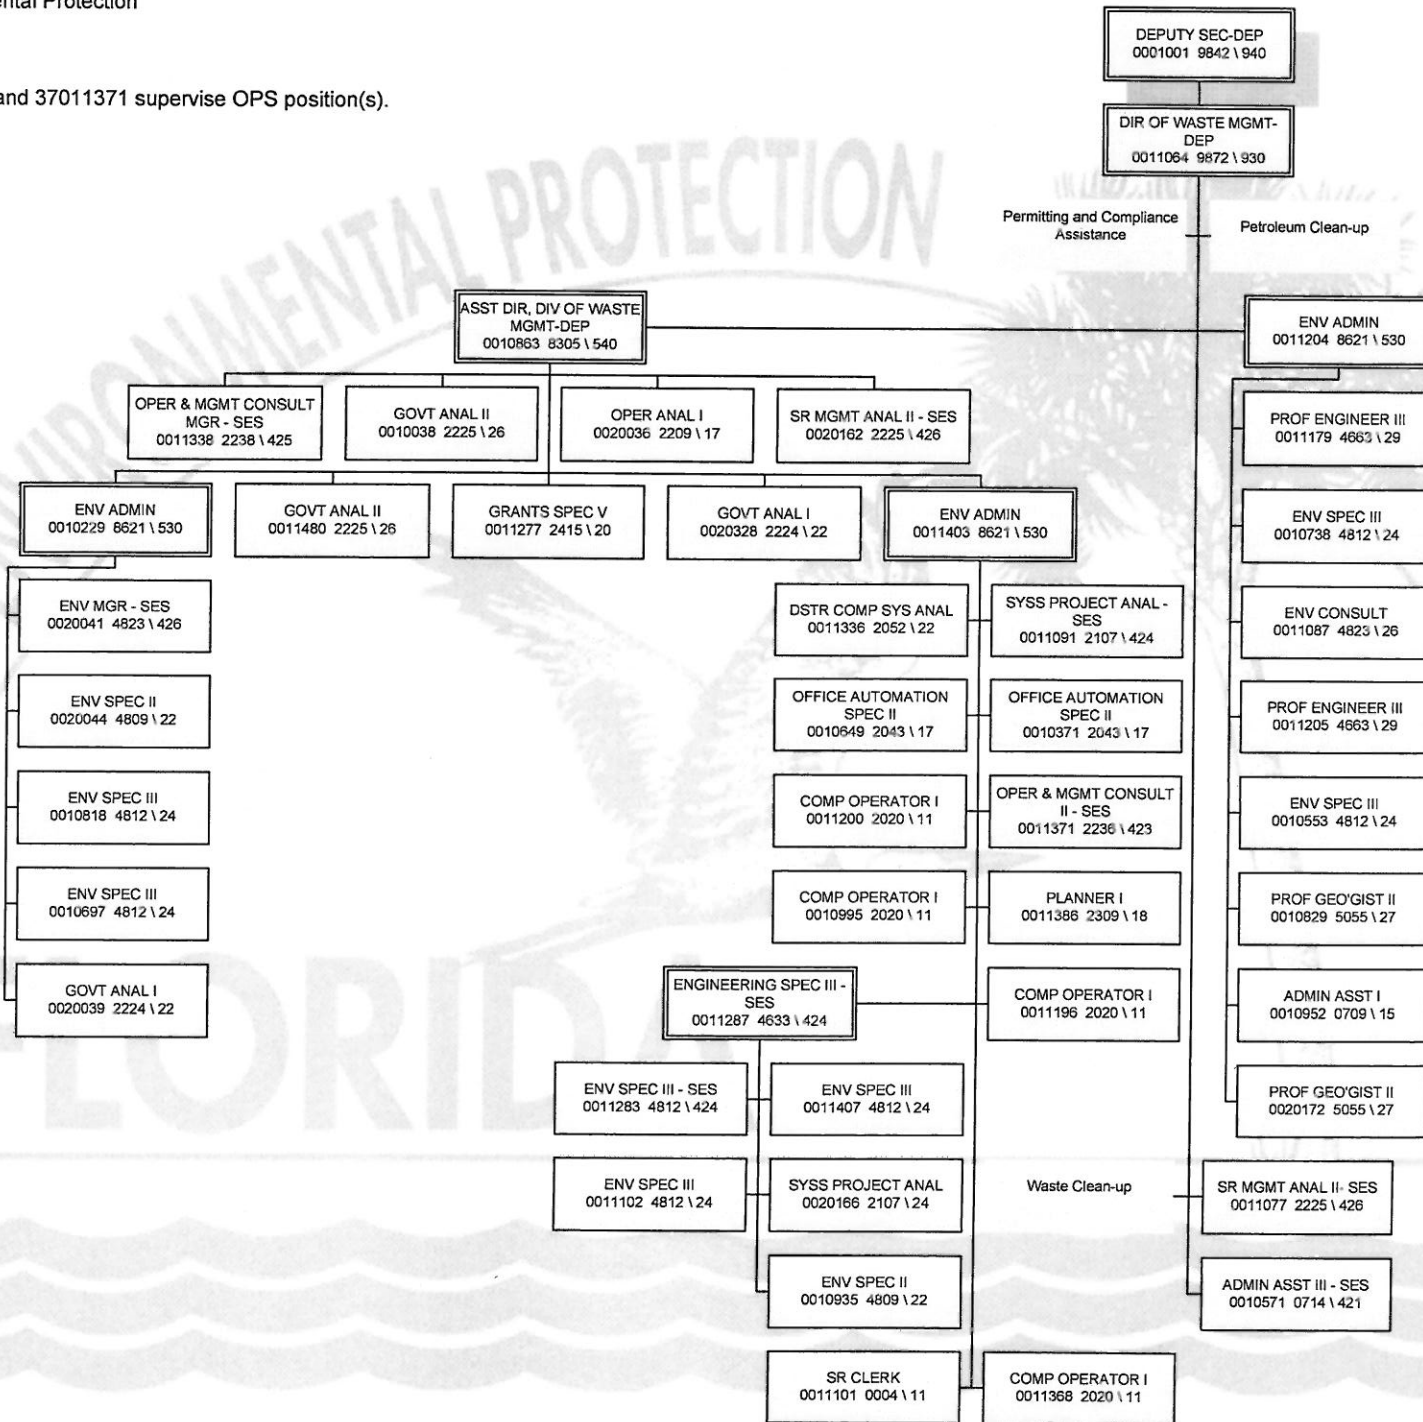 ental Protection
and 37011371 supervise OPS position(s).
DEPUTY SEC-DEP
0001001 9842 \ 940
DIR OF WASTE MGMT-
DEP
0011064 9872 \ 930
Permitting and Compliance
Assistance
Petroleum Clean-up
ENVIRONMENTAL PROTECTION
ASST DIR, DIV OF WASTE
MGMT-DEP
0010863 8305 \ 540
ENV ADMIN
0011204 8621 \ 530
OPER & MGMT CONSULT
MGR - SES
0011338 2238 \ 425
GOVT ANAL II
0010038 2225 \ 26
OPER ANAL I
0020036 2209 \ 17
SR MGMT ANAL II - SES
0020162 2225 \ 426
PROF ENGINEER III
0011179 4663 \ 29
ENV ADMIN
0010229 8621 \ 530
GOVT ANAL II
0011480 2225 \ 26
GRANTS SPEC V
0011277 2415 \ 20
GOVT ANAL I
0020328 2224 \ 22
ENV ADMIN
0011403 8621 \ 530
ENV SPEC III
0010738 4812 \ 24
ENV MGR - SES
0020041 4823 \ 426
DSTR COMP SYS ANAL
0011336 2052 \ 22
SYSS PROJECT ANAL -
SES
0011091 2107 \ 424
ENV CONSULT
0011087 4823 \ 26
ENV SPEC II
0020044 4809 \ 22
OFFICE AUTOMATION
SPEC II
0010649 2043 \ 17
OFFICE AUTOMATION
SPEC II
0010371 2043 \ 17
PROF ENGINEER III
0011205 4663 \ 29
ENV SPEC III
0010818 4812 \ 24
COMP OPERATOR I
0011200 2020 \ 11
OPER & MGMT CONSULT
II - SES
0011371 2236 \ 423
ENV SPEC III
0010553 4812 \ 24
ENV SPEC III
0010697 4812 \ 24
COMP OPERATOR I
0010995 2020 \ 11
PLANNER I
0011386 2309 \ 18
PROF GEO'GIST II
0010829 5055 \ 27
GOVT ANAL I
0020039 2224 \ 22
ENGINEERING SPEC III -
SES
0011287 4633 \ 424
COMP OPERATOR I
0011196 2020 \ 11
ADMIN ASST I
0010952 0709 \ 15
FLORIDA
ENV SPEC III - SES
0011283 4812 \ 424
ENV SPEC III
0011407 4812 \ 24
PROF GEO'GIST II
0020172 5055 \ 27
ENV SPEC III
0011102 4812 \ 24
SYSS PROJECT ANAL
0020166 2107 \ 24
Waste Clean-up
SR MGMT ANAL II- SES
0011077 2225 \ 426
ENV SPEC II
0010935 4809 \ 22
ADMIN ASST III - SES
0010571 0714 \ 421
SR CLERK
0011101 0004 \ 11
COMP OPERATOR I
0011368 2020 \ 11